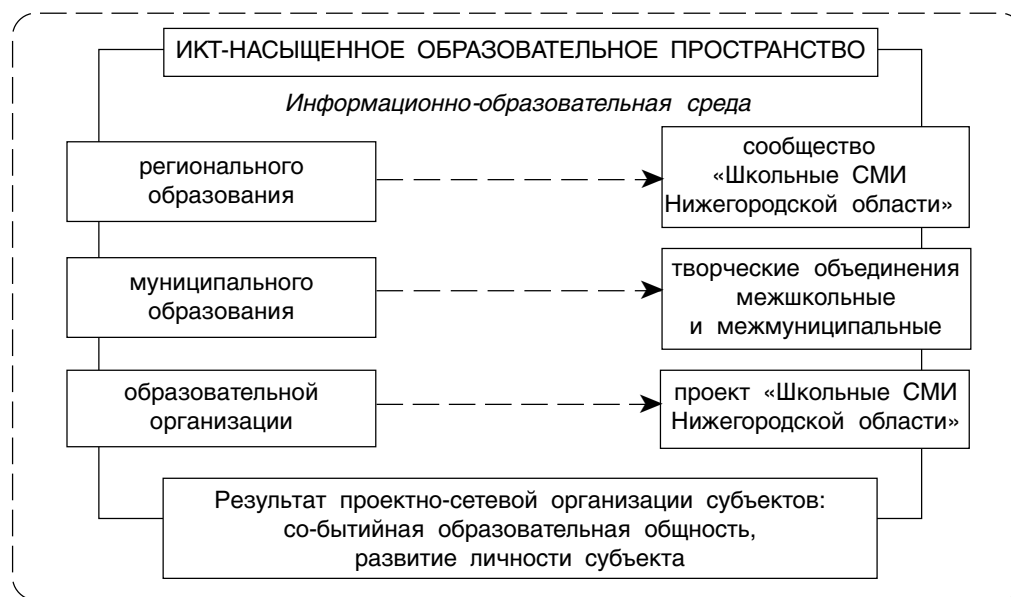 ИКТ-НАСЫЩЕННОЕ ОБРАЗОВАТЕЛЬНОЕ ПРОСТРАНСТВО
Информационно-образовательная среда
регионального
образования
сообщество
«Школьные СМИ
Нижегородской области»
муниципального
образования
творческие объединения
межшкольные
и межмуниципальные
образовательной
организации
проект «Школьные СМИ
Нижегородской области»
Результат проектно-сетевой организации субъектов:
со-бытийная образовательная общность,
развитие личности субъекта